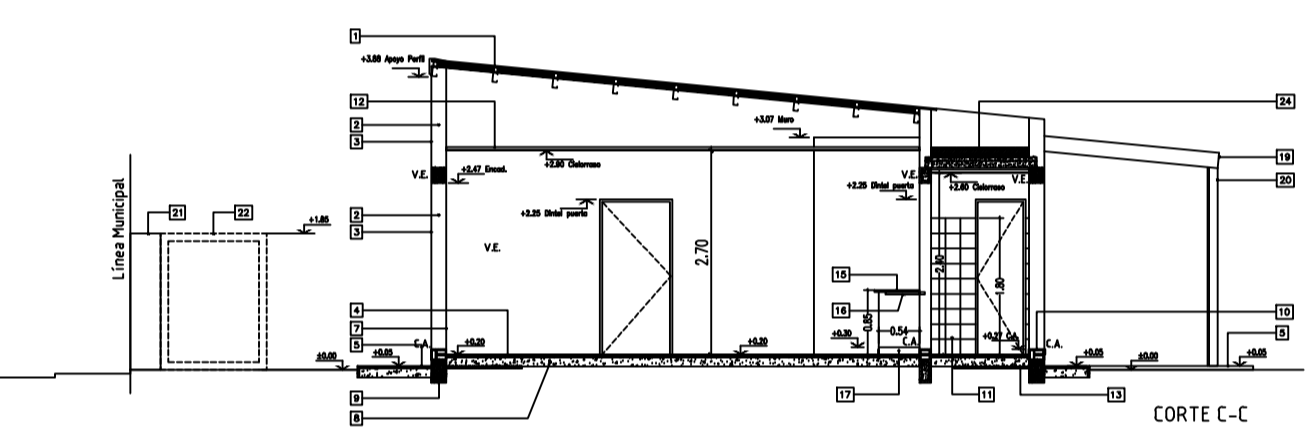 1
+3.88 Apoyo Perfil
12
24
2
+3.07 Muro
3
19
+2.80 Cielorraso
V.E.
+2.47 Encad.
V.E.
+2.60 Cielorraso
V.E.
20
Línea Municipal
21
22
+1.85
2
+2.25 Dintel puerta
+2.25 Dintel puerta
3
V.E.
2.70
2.40
15
1.80
16
4
0.85
7
+0.30
0.54
+0.27 C.A.
10
5
C.A.
+0.20
+0.20
C.A.
C.A.
5
±0.00
+0.05
+0.05
±0.00
+0.05
9
17
11
13
8
CORTE C-C